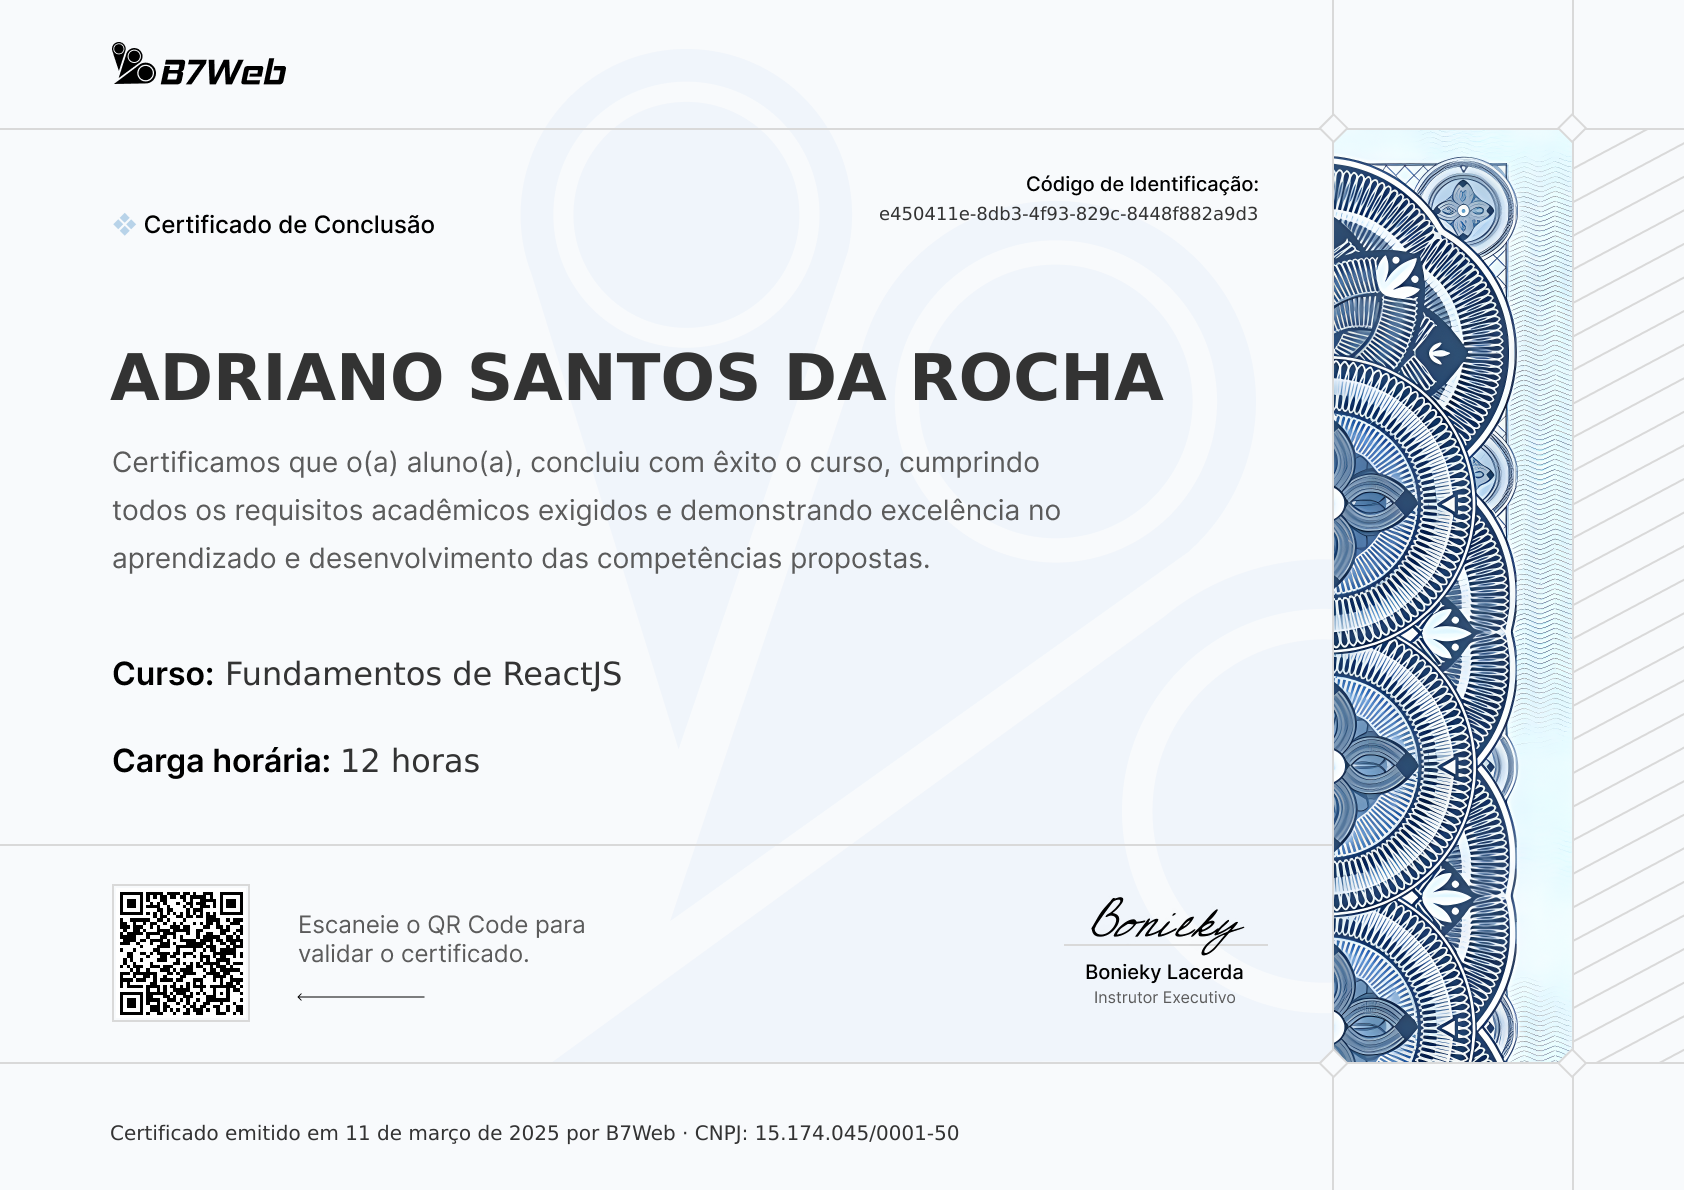 B7Web
Código de Identificação:
e450411e-8db3-4f93-829c-8448f882a9d3
Certificado de Conclusão
ADRIANO SANTOS DA ROCHA
Certificamos que o(a) aluno(a), concluiu com êxito o curso, cumprindo
todos os requisitos acadêmicos exigidos e demonstrando excelência no
aprendizado e desenvolvimento das competências propostas.
Curso: Fundamentos de ReactJS
Carga horária: 12 horas
Escaneie o QR Code para
validar o certificado.
Bonieky
Bonieky Lacerda
Instrutor Executivo
Certificado emitido em 11 de março de 2025 por B7Web · CNPJ: 15.174.045/0001-50